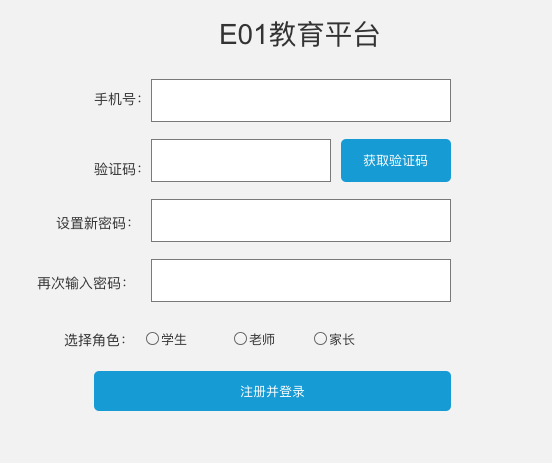 E01教育平台
手机号：
验证码：
获取验证码
设置新密码：
再次输入密码：
选择角色： 学生 老师 家长
注册并登录